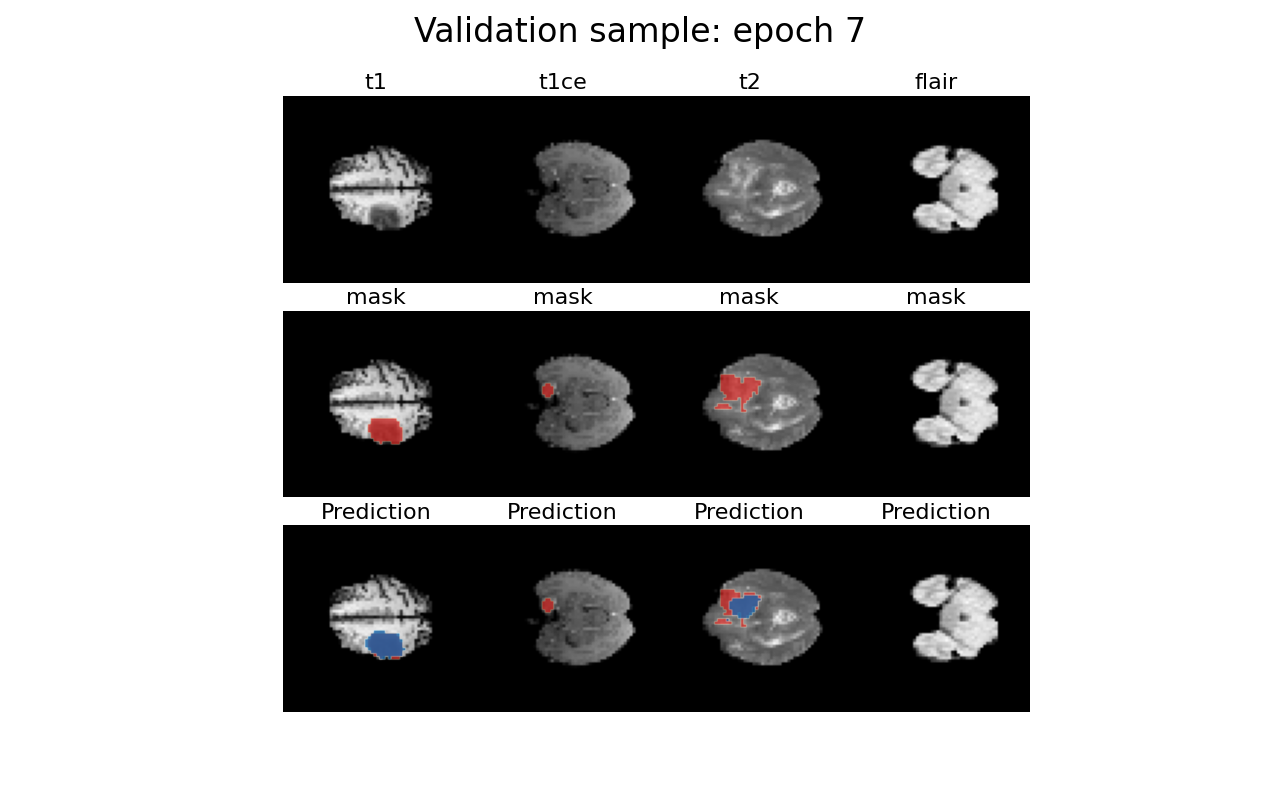 Validation sample: epoch 7
t1 t1ce t2 flair
mask mask mask mask
Prediction Prediction Prediction Prediction